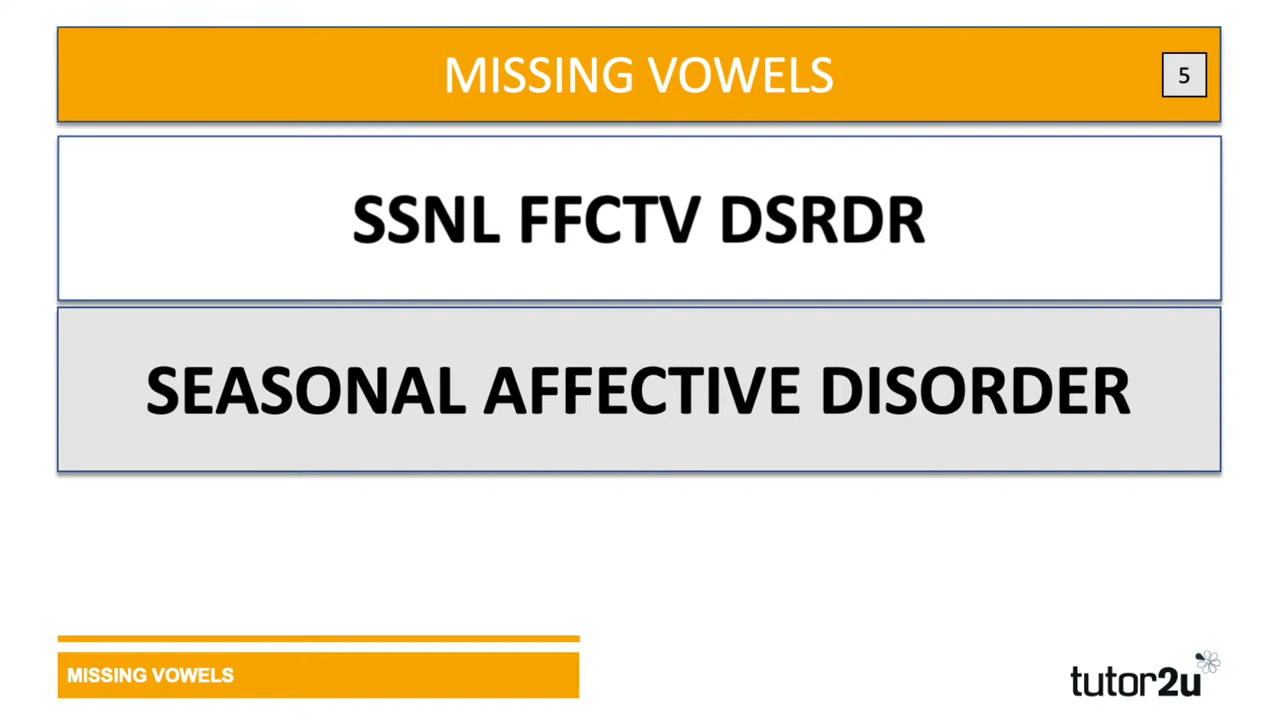 MISSING VOWELS
5
SSNL FFCTV DSRDR
SEASONAL AFFECTIVE DISORDER
MISSING VOWELS
tutor2u